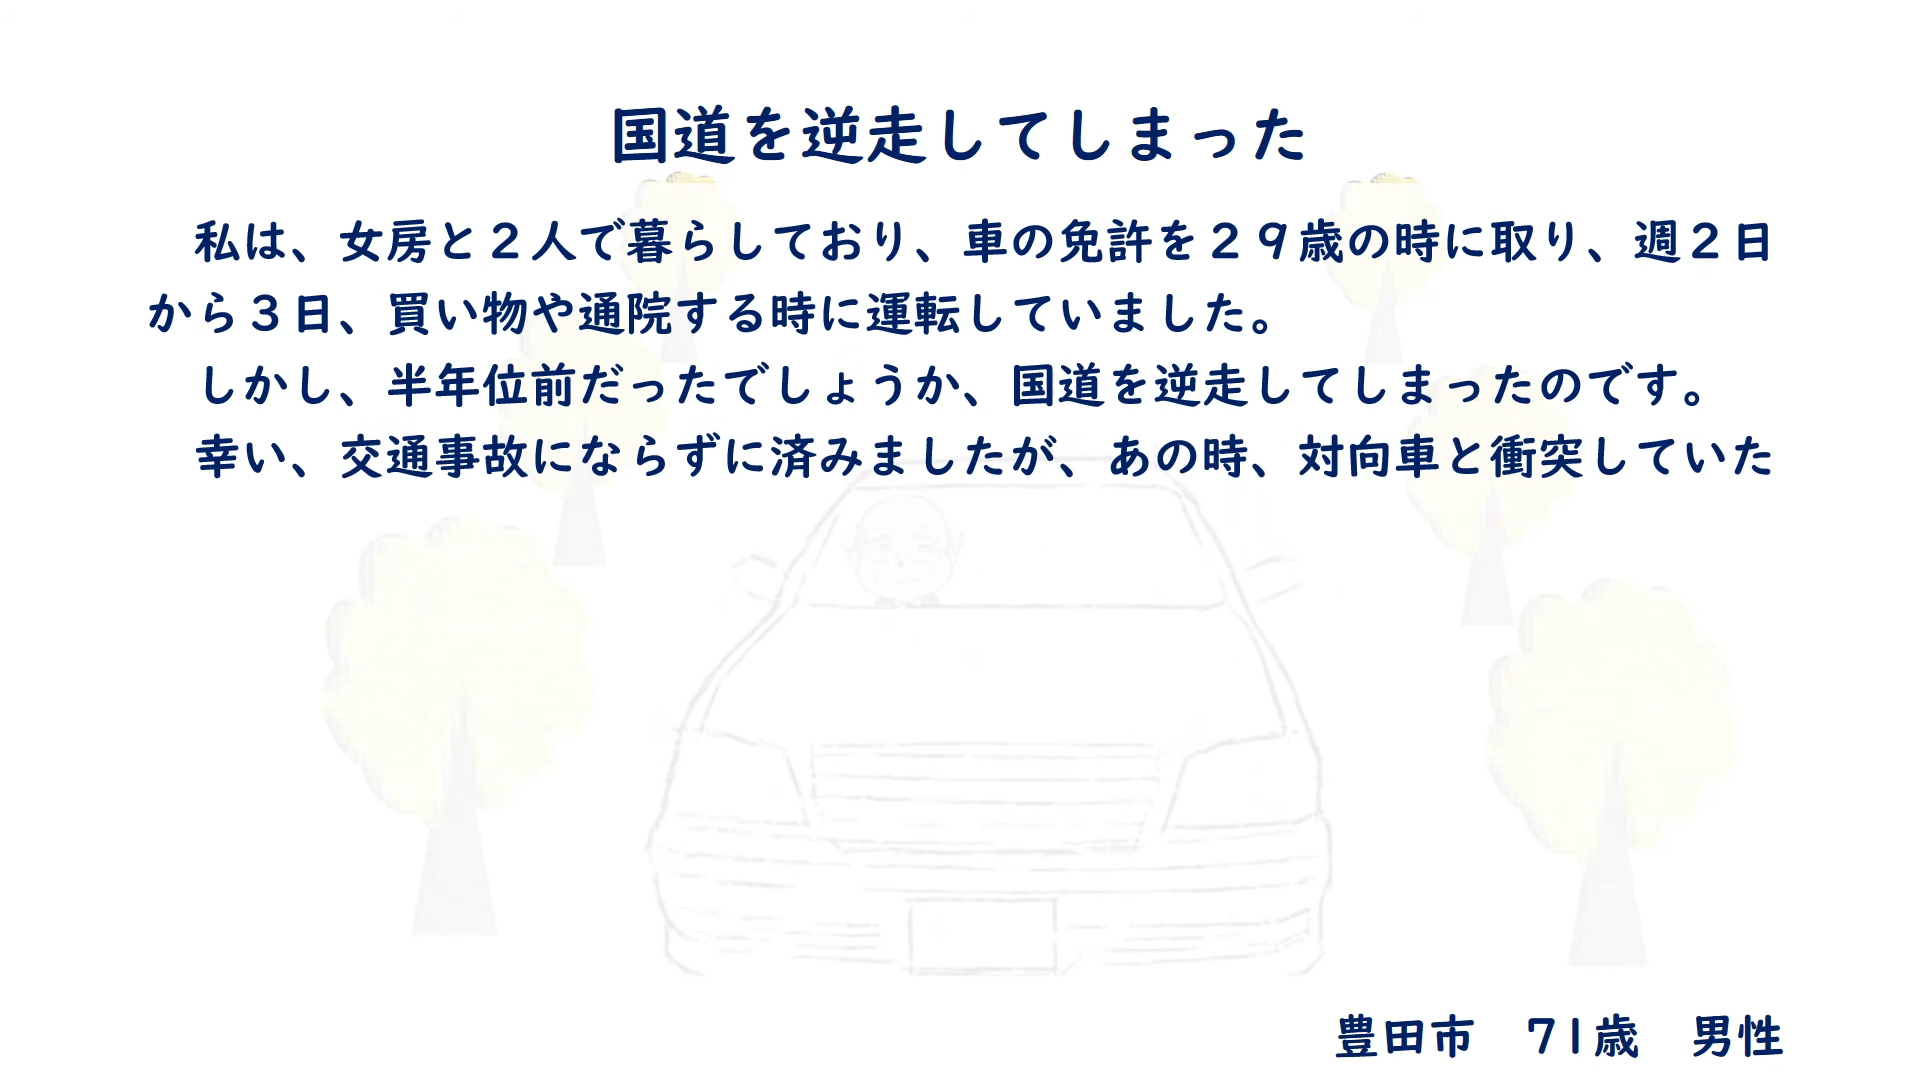 国道を逆走してしまった
　私は、女房と２人で暮らしており、車の免許を２９歳の時に取り、週２日
から３日、買い物や通院する時に運転していました。
　しかし、半年位前だったでしょうか、国道を逆走してしまったのです。
　幸い、交通事故にならずに済みましたが、あの時、対向車と衝突していた
豊田市　71歳　男性